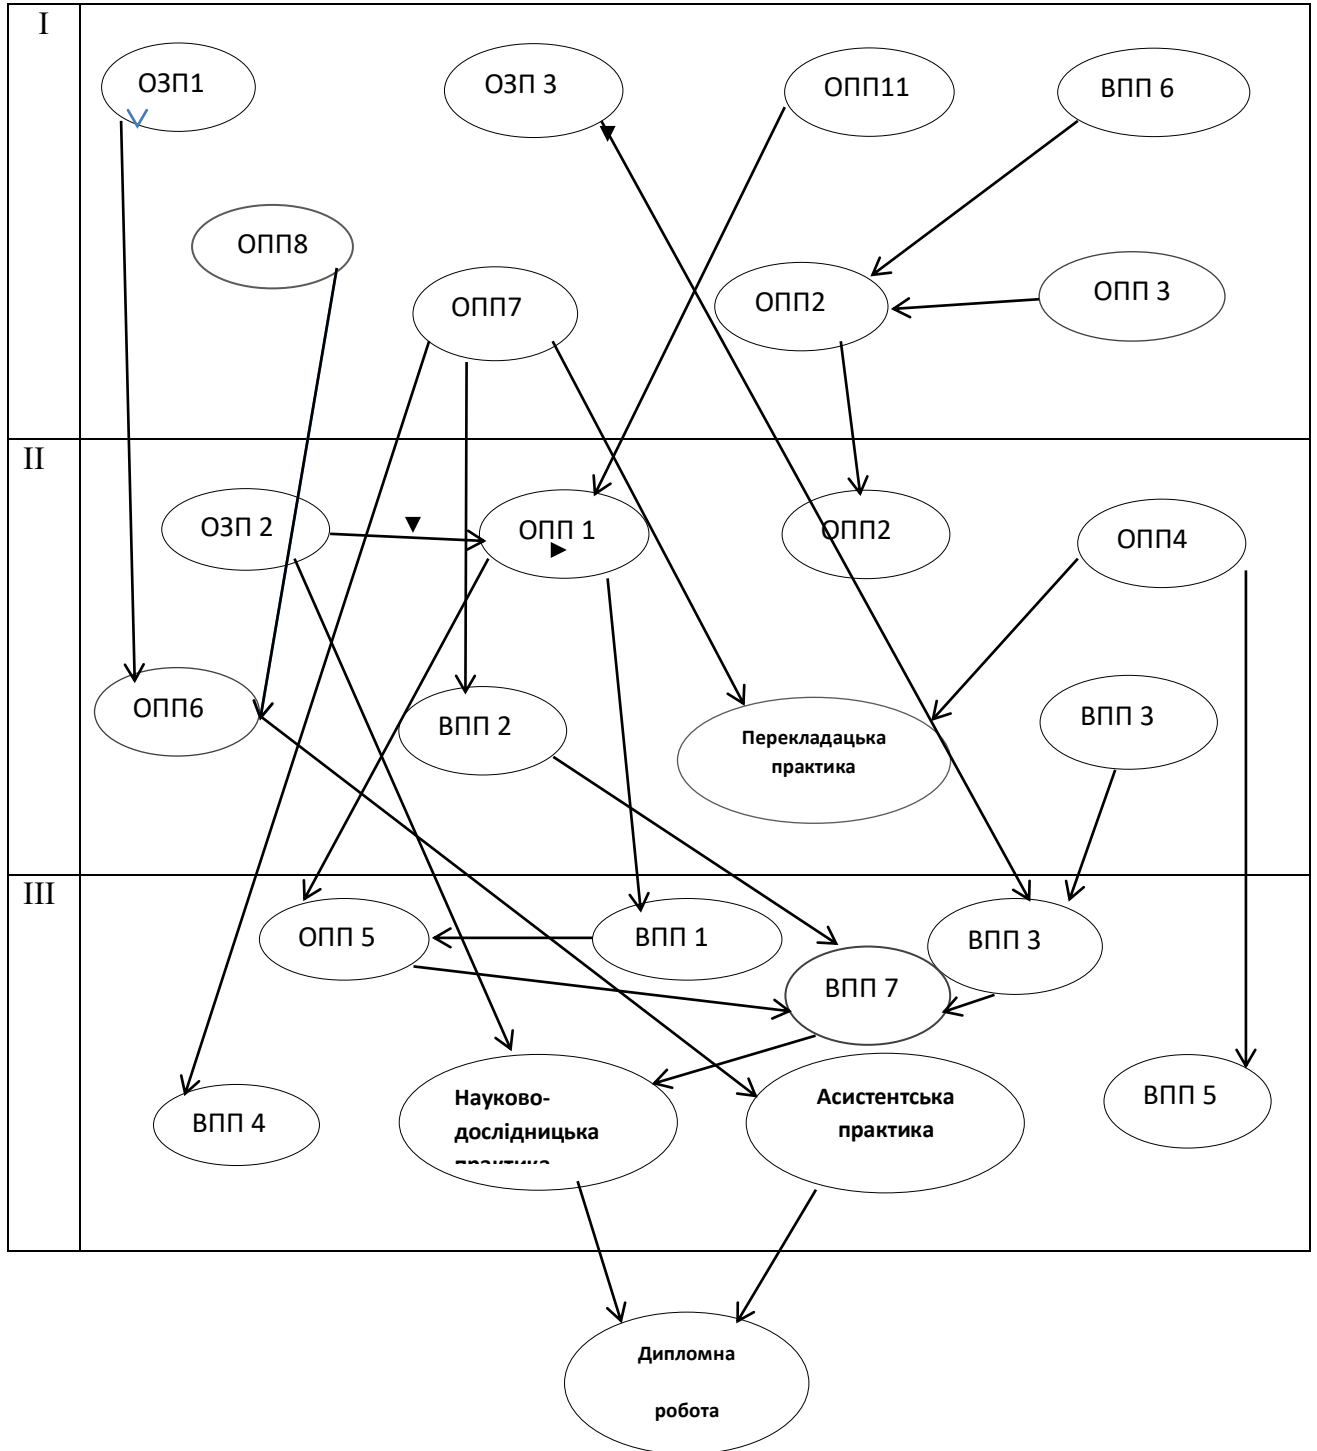 I
ОЗП1
ОЗП 3
ОПП11
ВПП 6
ОПП8
ОПП7
ОПП2
ОПП 3
II
ОЗП 2
ОПП 1
ОПП2
ОПП4
ОПП6
ВПП 2
Перекладацька
практика
ВПП 3
III
ОПП 5
ВПП 1
ВПП 7
ВПП 3
ВПП 4
Науково-
дослідницька
практика
Асистентська
практика
ВПП 5
Дипломна
робота